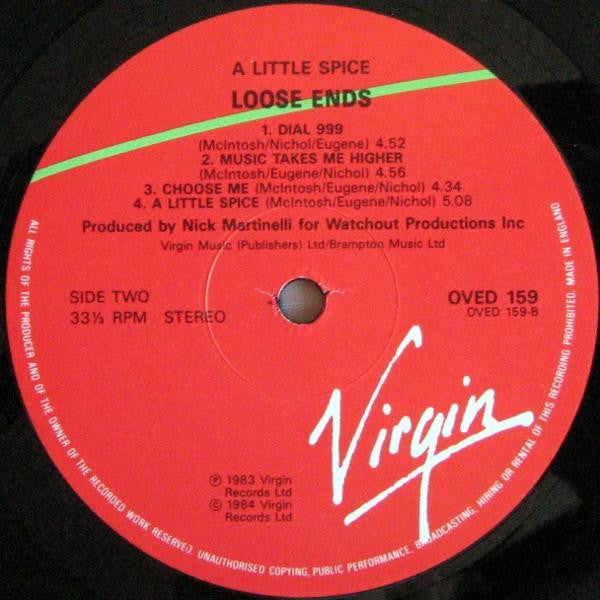 A LITTLE SPICE
LOOSE ENDS
1. DIAL 999
(McIntosh/Nichol/Eugene) 4.52
2. MUSIC TAKES ME HIGHER
(McIntosh/Eugene/Nichol) 4.56
3. CHOOSE ME (McIntosh/Eugene/Nichol) 4.34
4. A LITTLE SPICE (McIntosh/Eugene/Nichol) 5.08
Produced by Nick Martinelli for Watchout Productions Inc
Virgin Music (Publishers) Ltd/Brampton Music Ltd
SIDE TWO
33⅓ RPM STEREO
OVED 159
OVED 159-B
Virgin
℗ 1983 Virgin
Records Ltd
© 1984 Virgin
Records Ltd
ALL RIGHTS OF THE PRODUCER AND OF THE OWNER OF THE RECORDED WORK RESERVED. UNAUTHORISED COPYING, PUBLIC PERFORMANCE, BROADCASTING, HIRING OR RENTAL OF THIS RECORDING PROHIBITED. MADE IN ENGLAND